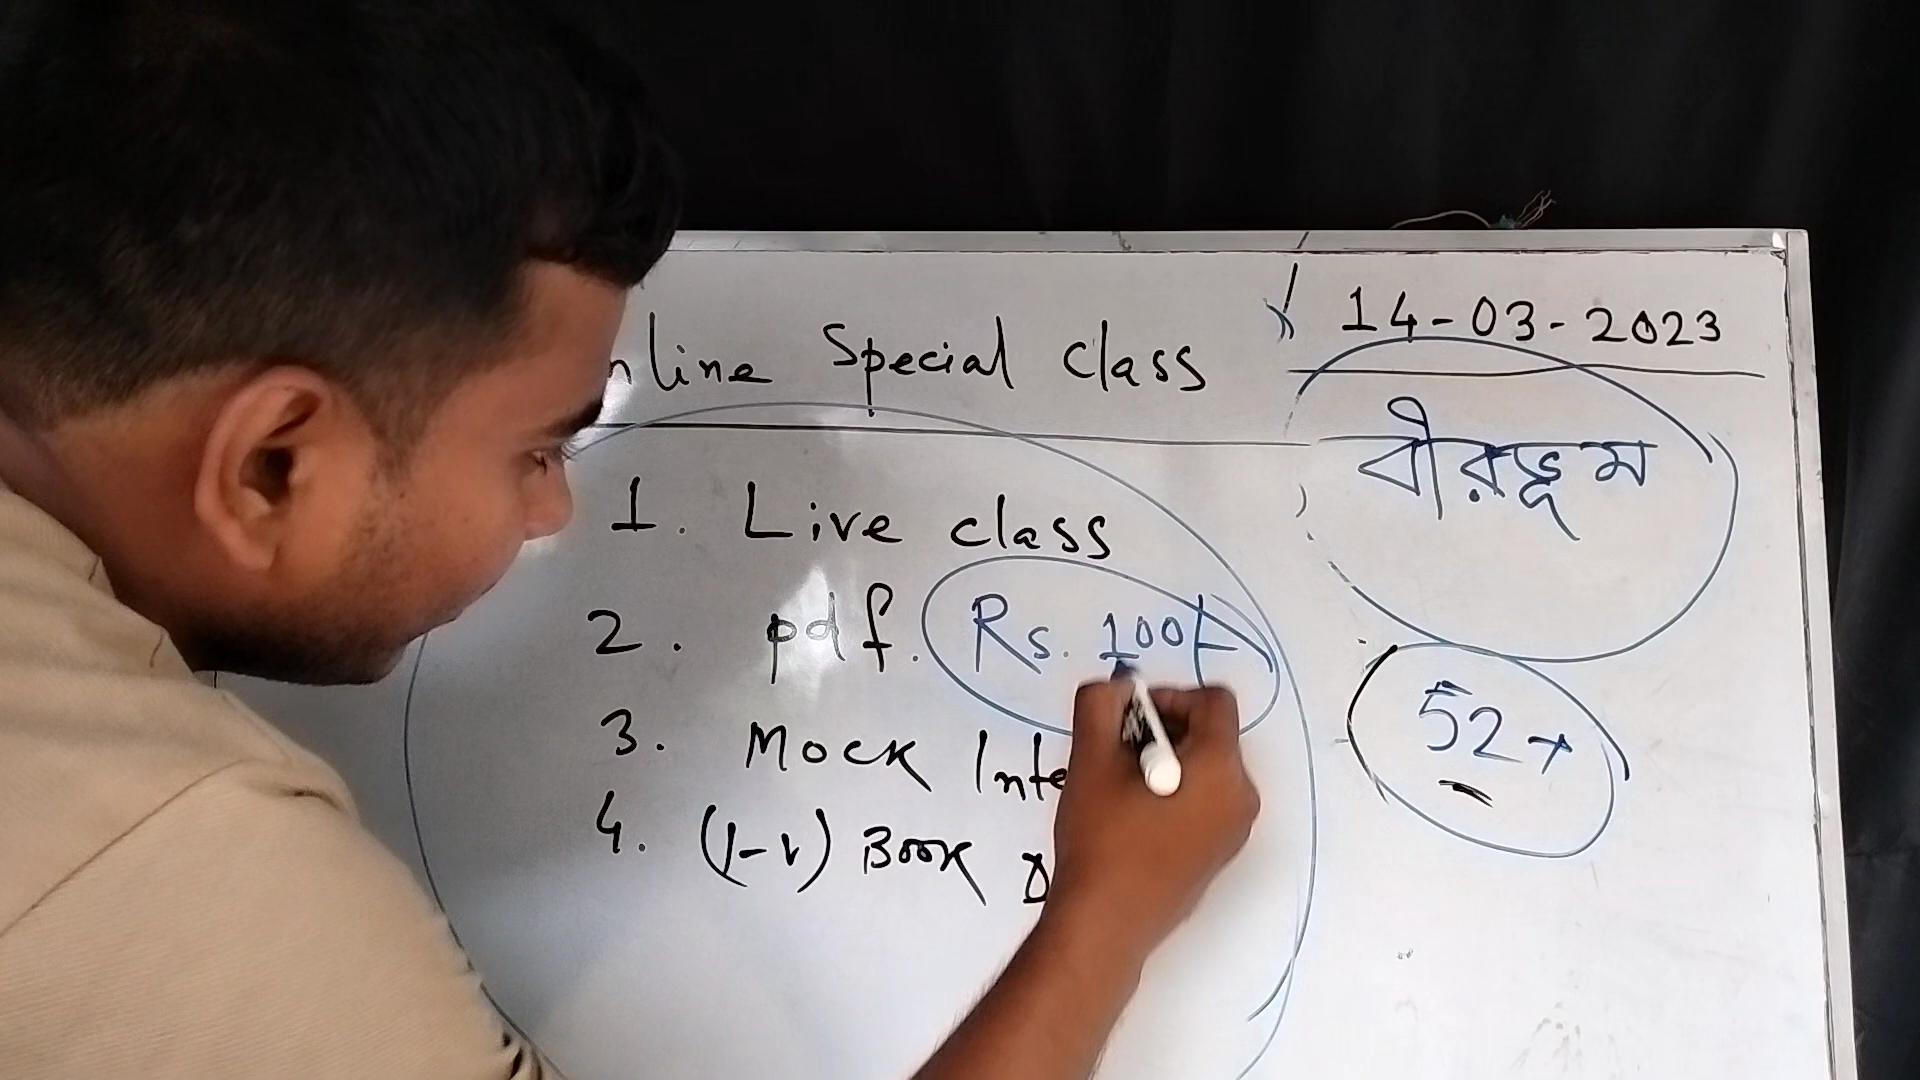 nline Special class
14-03-2023
বীরভূম
1. Live class
2. pdf. Rs. 100/-
3. Mock Inte
4. (1-V) Book
52+